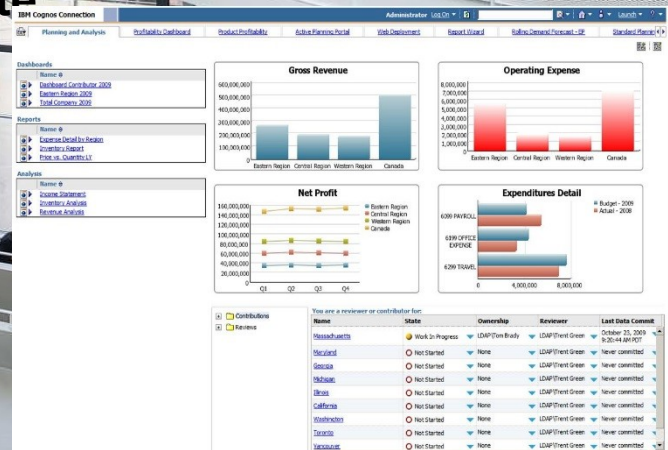 te
IBM Cognos Connection
Administrator Log On
Launch
Planning and Analysis
Profitability Dashboard
Product Profitability
Active Planning Portal
Web Deployment
Report Wizard
Rolling Demand Forecast - DF
Standard Plannin
Dashboards
Name
Dashboard Contributor 2009
Eastern Region 2009
Total Company 2009
Reports
Name
Expense Detail by Region
Inventory Report
Price vs. Quantity LY
Analysis
Name
Income Statement
Inventory Analysis
Revenue Analysis
Gross Revenue
600,000,000
500,000,000
400,000,000
300,000,000
200,000,000
100,000,000
0
Eastern Region Central Region Western Region Canada
Operating Expense
8,000,000
7,000,000
6,000,000
5,000,000
4,000,000
3,000,000
2,000,000
1,000,000
0
Eastern Region Central Region Western Region Canada
Net Profit
160,000,000
140,000,000
120,000,000
100,000,000
80,000,000
60,000,000
40,000,000
20,000,000
0
Q1 Q2 Q3 Q4
Eastern Region
Central Region
Western Region
Canada
Expenditures Detail
6099 PAYROLL
6199 OFFICE
EXPENSE
6299 TRAVEL
0 4,000,000 8,000,000
Budget - 2009
Actual - 2008
Contributions
Reviews
You are a reviewer or contributor for:
Name State Ownership Reviewer Last Data Commit
Massachusetts Work In Progress LDAP\Tom Brady LDAP\Trent Green October 23, 2009
9:20:44 AM PDT
Maryland Not Started None LDAP\Trent Green Never committed
Georgia Not Started None LDAP\Trent Green Never committed
Michigan Not Started None LDAP\Trent Green Never committed
Illinois Not Started None LDAP\Trent Green Never committed
California Not Started None LDAP\Trent Green Never committed
Washington Not Started None LDAP\Trent Green Never committed
Toronto Not Started None LDAP\Trent Green Never committed
Vancouver Not Started None LDAP\Trent Green Never committed